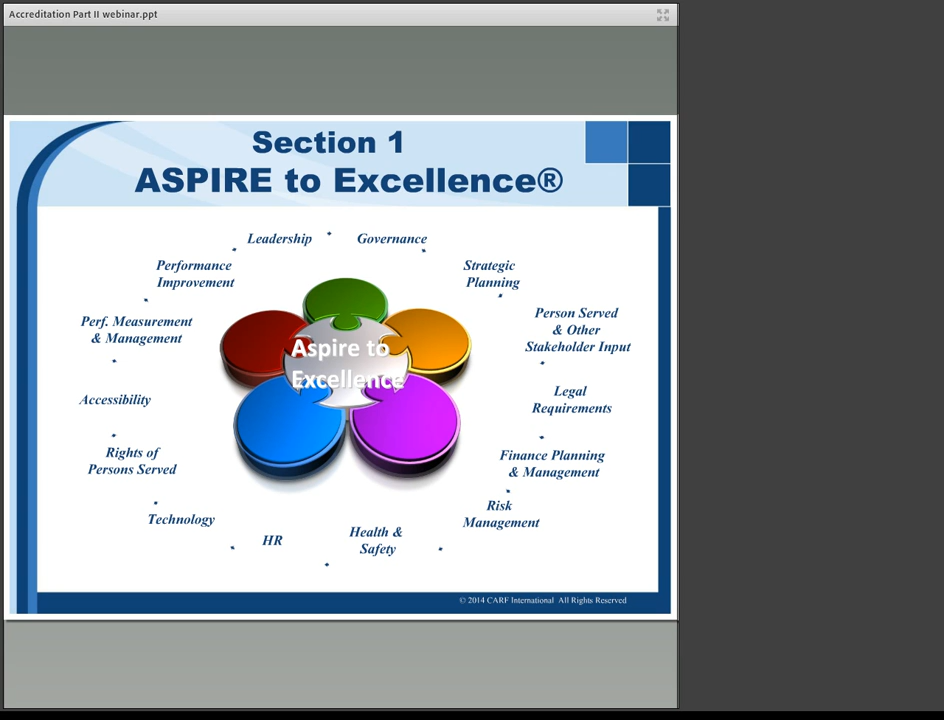 Accreditation Part II webinar.ppt
Section 1
ASPIRE to Excellence®
Leadership
Governance
Strategic
Planning
Person Served
& Other
Stakeholder Input
Legal
Requirements
Finance Planning
& Management
Risk
Management
Health &
Safety
HR
Technology
Rights of
Persons Served
Accessibility
Perf. Measurement
& Management
Performance
Improvement
Aspire to
Excellence
© 2014 CARF International All Rights Reserved